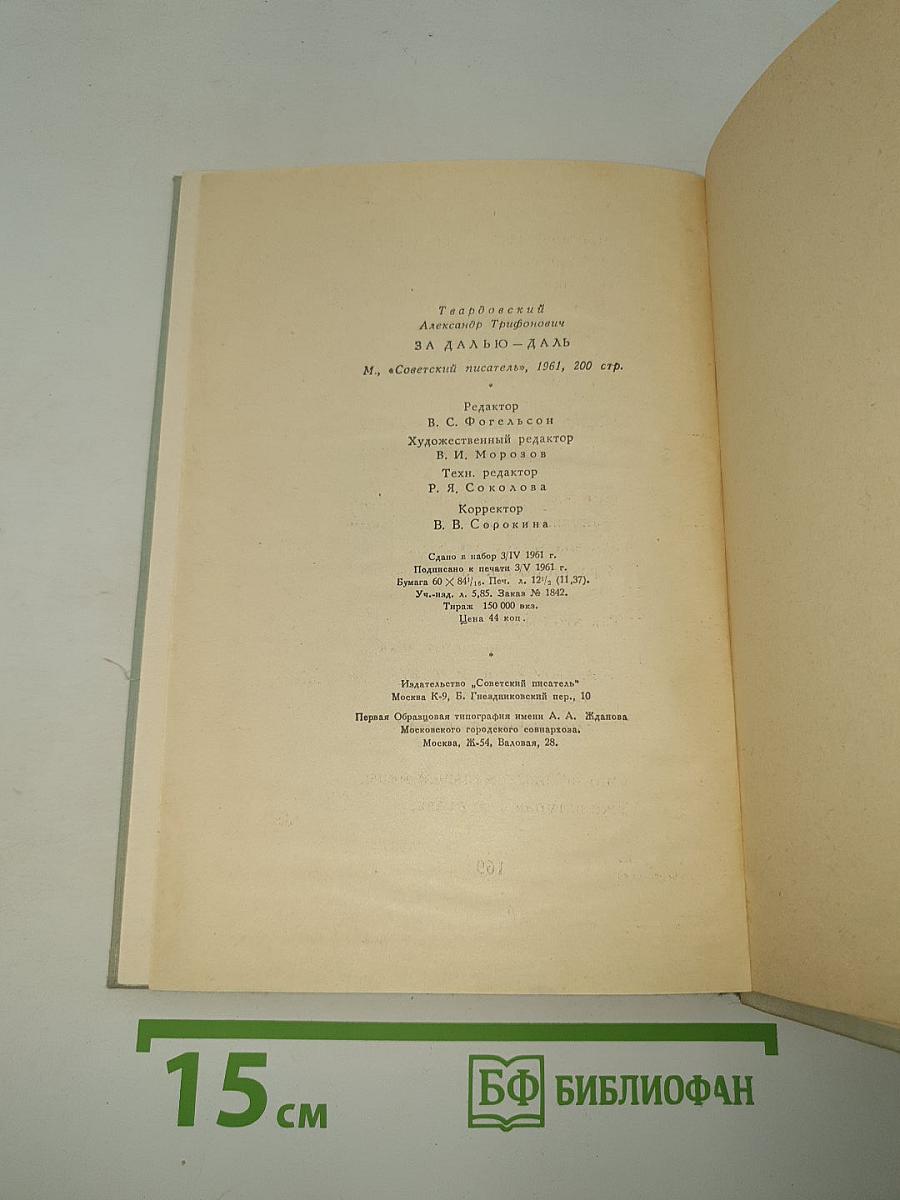 Твардовский
Александр Трифонович
ЗА ДАЛЬЮ — ДАЛЬ
М., «Советский писатель», 1961, 200 стр.
*
Редактор
В. С. Фогельсон
Художественный редактор
В. И. Морозов
Техн. редактор
Р. Я. Соколова
Корректор
В. В. Сорокина
Сдано в набор 3/IV 1961 г.
Подписано к печати 3/V 1961 г.
Бумага 60 × 84¹/₁₆. Печ. л. 12¹/₂ (11,37).
Уч.-изд. л. 5,85. Заказ № 1842.
Тираж 150 000 экз.
Цена 44 коп.
*
Издательство „Советский писатель"
Москва К-9, Б. Гнездниковский пер., 10
Первая Образцовая типография имени А. А. Жданова
Московского городского совнархоза.
Москва, Ж-54, Валовая, 28.
169
15 см
БФ БИБЛИОФАН